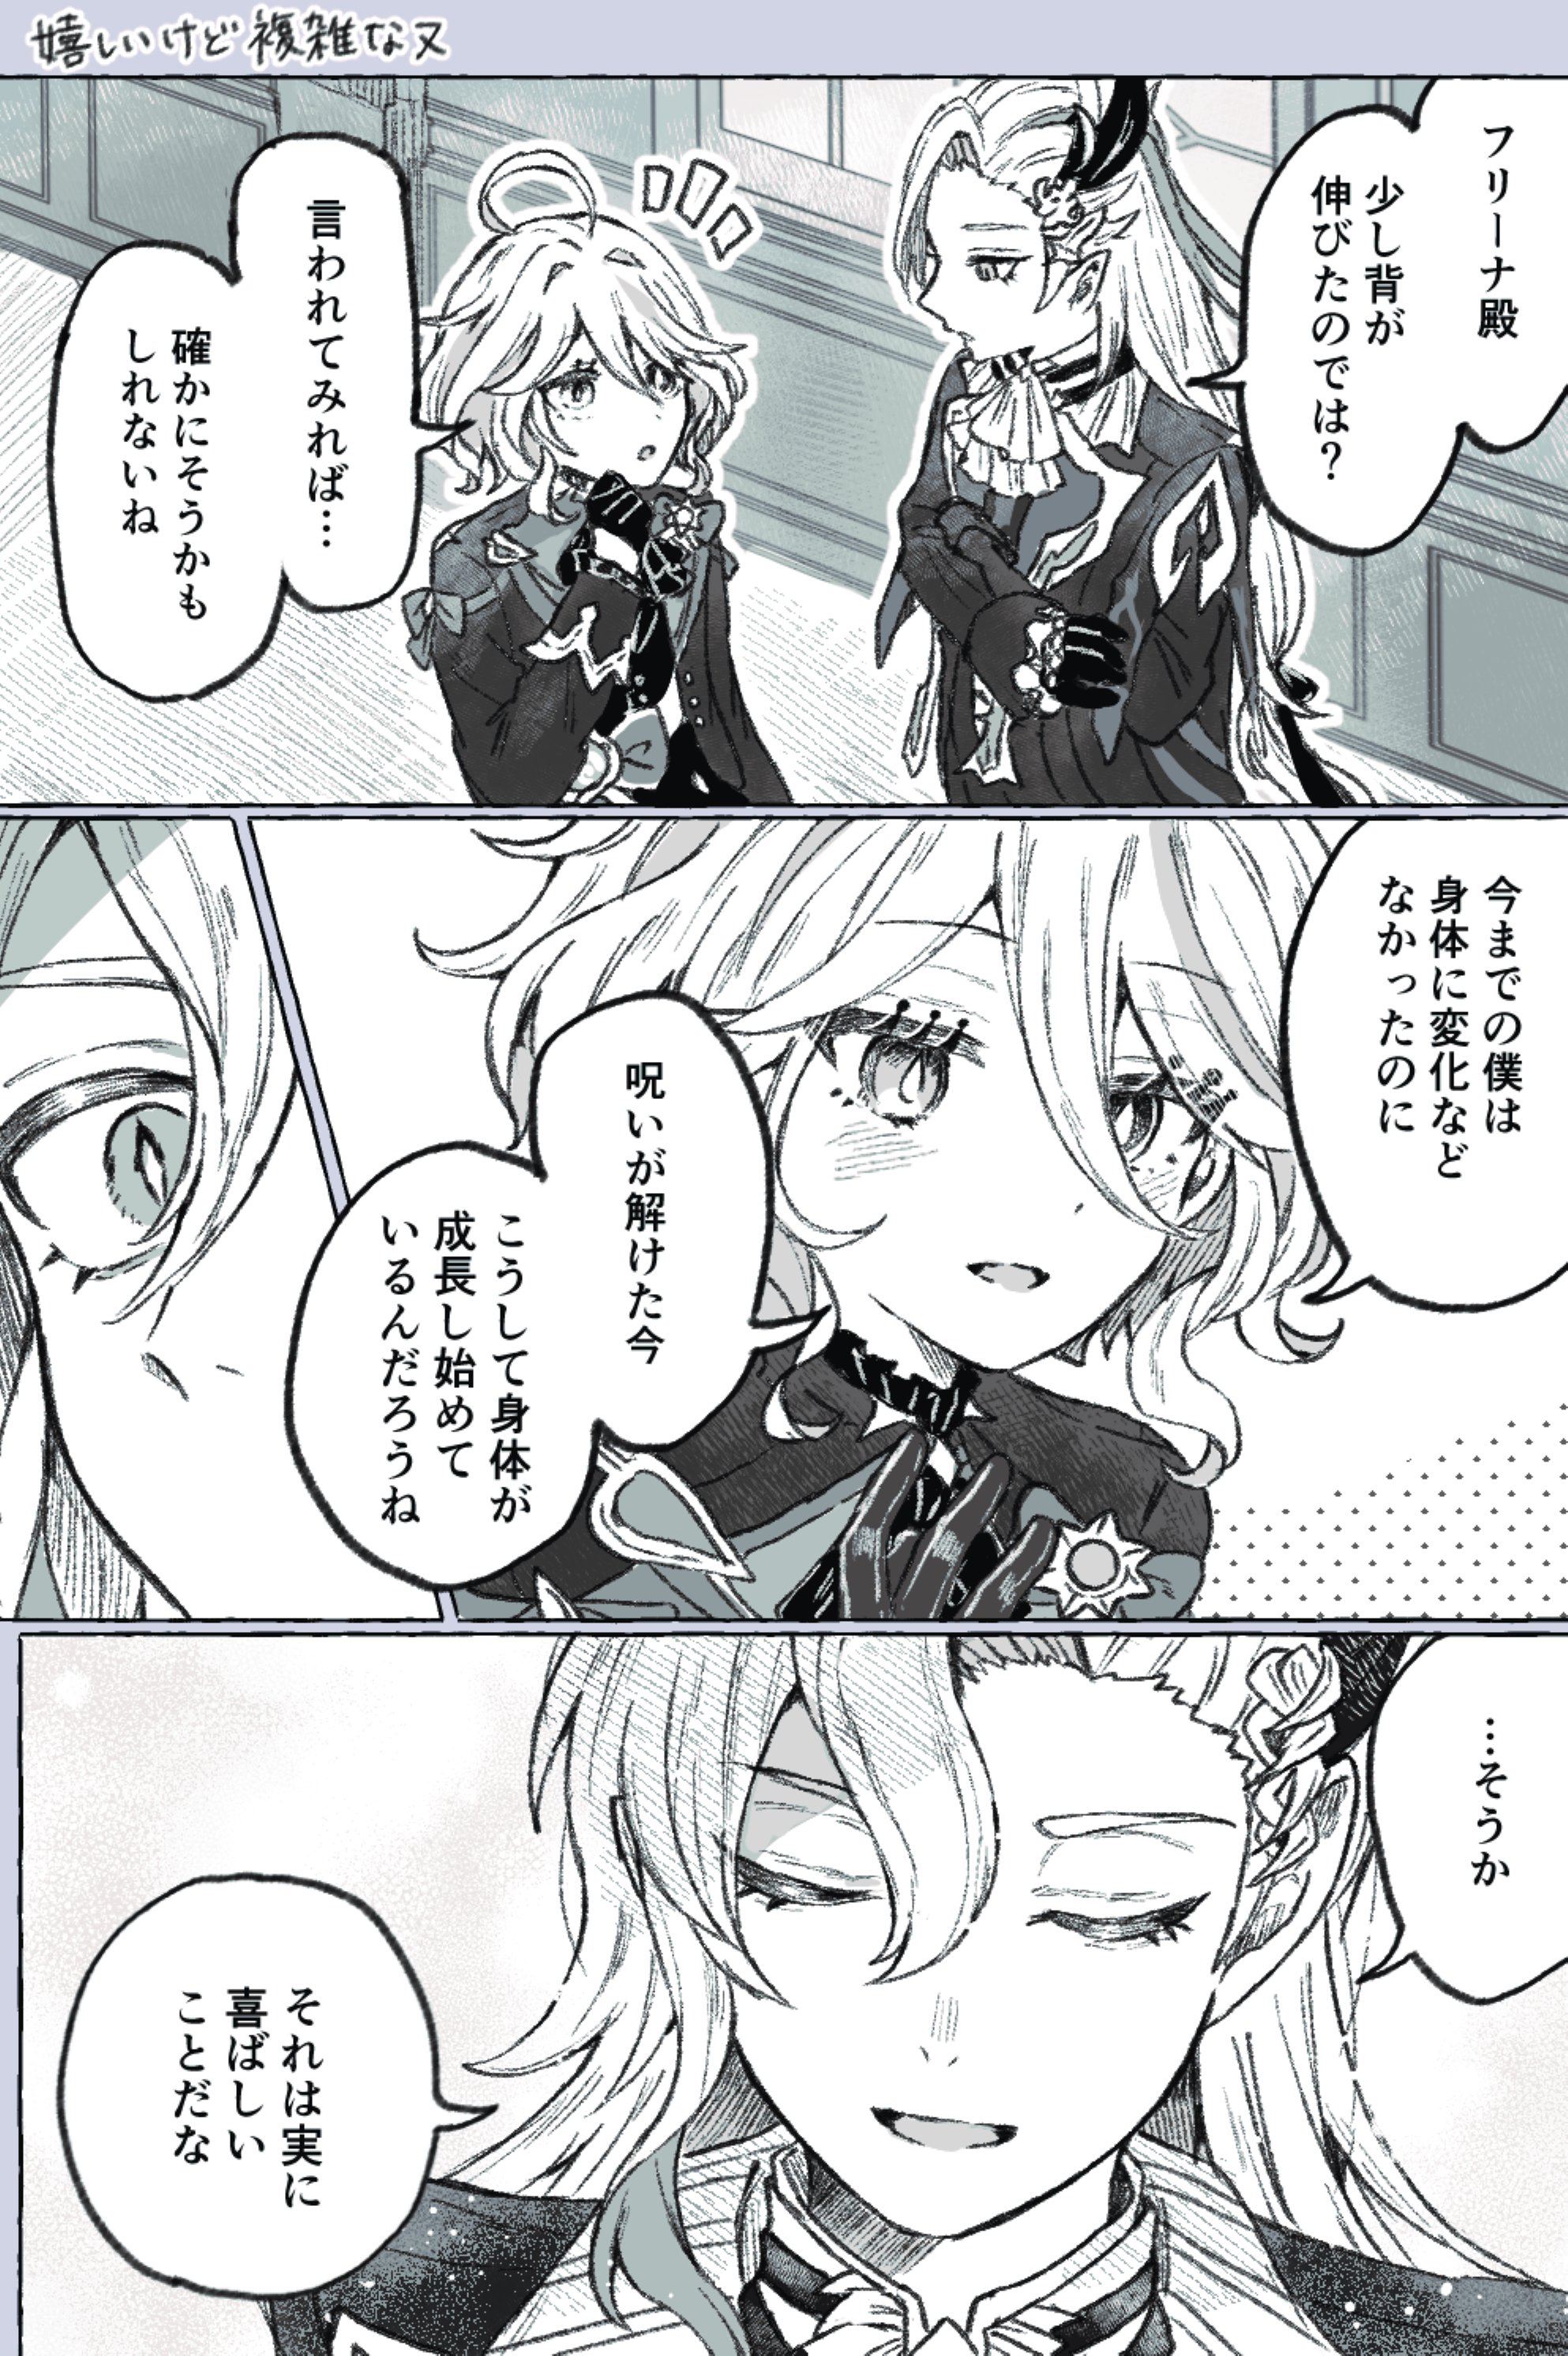 嬉しいけど複雑なヌ
フリーナ殿
少し背が
伸びたのでは？
言われてみれば…
確かにそうかも
しれないね
今までの僕は
身体に変化など
なかったのに
呪いが解けた今
こうして身体が
成長し始めて
いるんだろうね
…そうか
それは実に
喜ばしい
ことだな